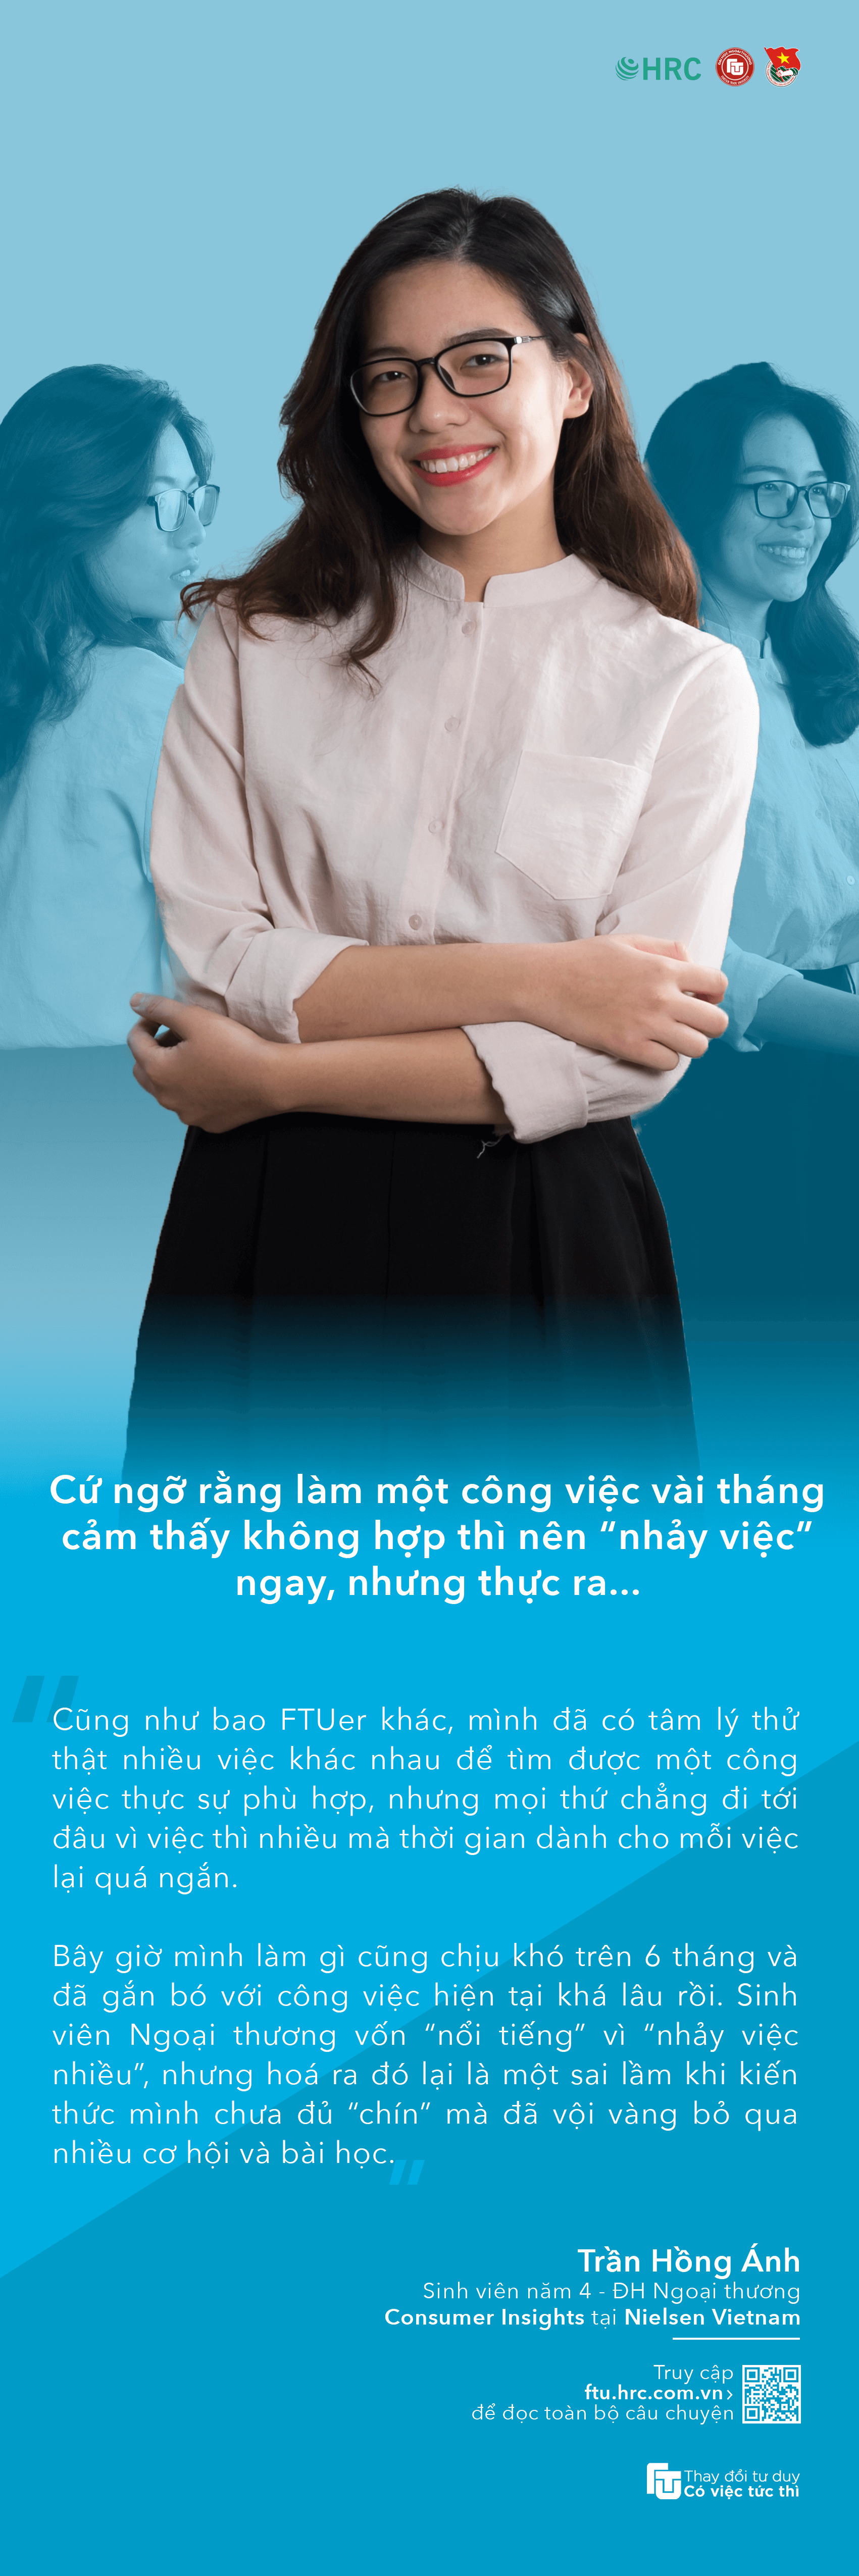 HRC
Cứ ngỡ rằng làm một công việc vài tháng
cảm thấy không hợp thì nên “nhảy việc”
ngay, nhưng thực ra...
Cũng như bao FTUer khác, mình đã có tâm lý thử
thật nhiều việc khác nhau để tìm được một công
việc thực sự phù hợp, nhưng mọi thứ chẳng đi tới
đâu vì việc thì nhiều mà thời gian dành cho mỗi việc
lại quá ngắn.
Bây giờ mình làm gì cũng chịu khó trên 6 tháng và
đã gắn bó với công việc hiện tại khá lâu rồi. Sinh
viên Ngoại thương vốn “nổi tiếng” vì “nhảy việc
nhiều”, nhưng hoá ra đó lại là một sai lầm khi kiến
thức mình chưa đủ “chín” mà đã vội vàng bỏ qua
nhiều cơ hội và bài học.
Trần Hồng Ánh
Sinh viên năm 4 - ĐH Ngoại thương
Consumer Insights tại Nielsen Vietnam
Truy cập
ftu.hrc.com.vn›
để đọc toàn bộ câu chuyện
Thay đổi tư duy
Có việc tức thì